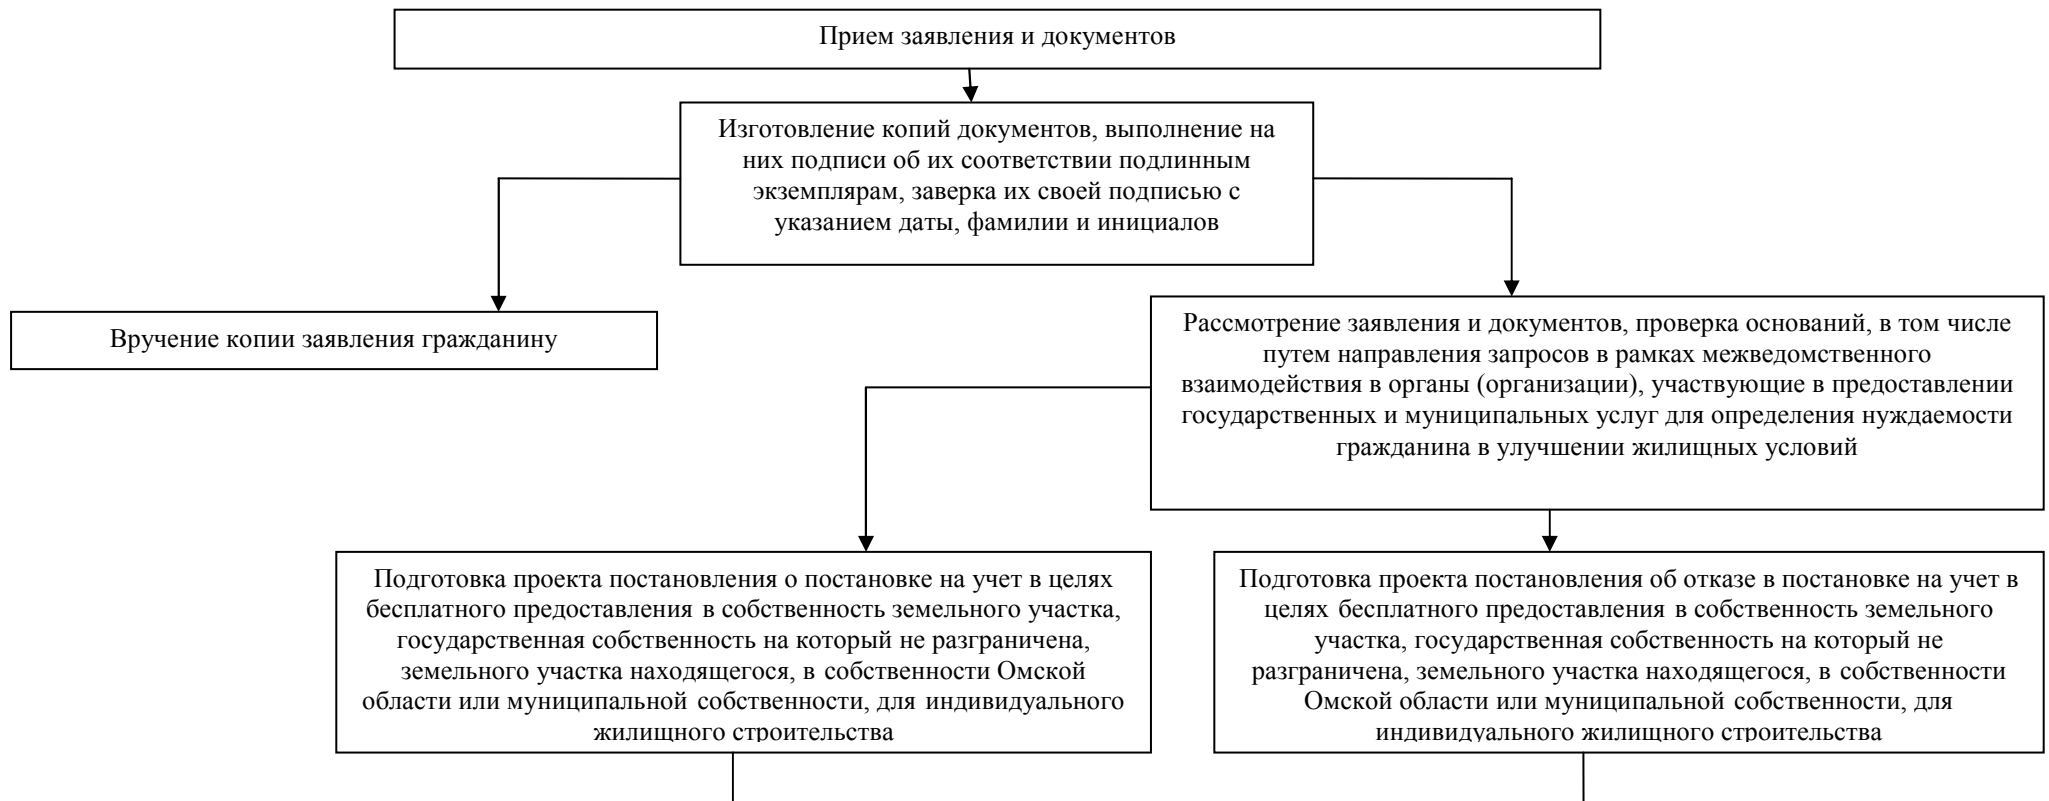 Прием заявления и документов
Изготовление копий документов, выполнение на
них подписи об их соответствии подлинным
экземплярам, заверка их своей подписью с
указанием даты, фамилии и инициалов
Вручение копии заявления гражданину
Рассмотрение заявления и документов, проверка оснований, в том числе
путем направления запросов в рамках межведомственного
взаимодействия в органы (организации), участвующие в предоставлении
государственных и муниципальных услуг для определения нуждаемости
гражданина в улучшении жилищных условий
Подготовка проекта постановления о постановке на учет в целях
бесплатного предоставления в собственность земельного участка,
государственная собственность на который не разграничена,
земельного участка находящегося, в собственности Омской
области или муниципальной собственности, для индивидуального
жилищного строительства
Подготовка проекта постановления об отказе в постановке на учет в
целях бесплатного предоставления в собственность земельного
участка, государственная собственность на который не
разграничена, земельного участка находящегося, в собственности
Омской области или муниципальной собственности, для
индивидуального жилищного строительства